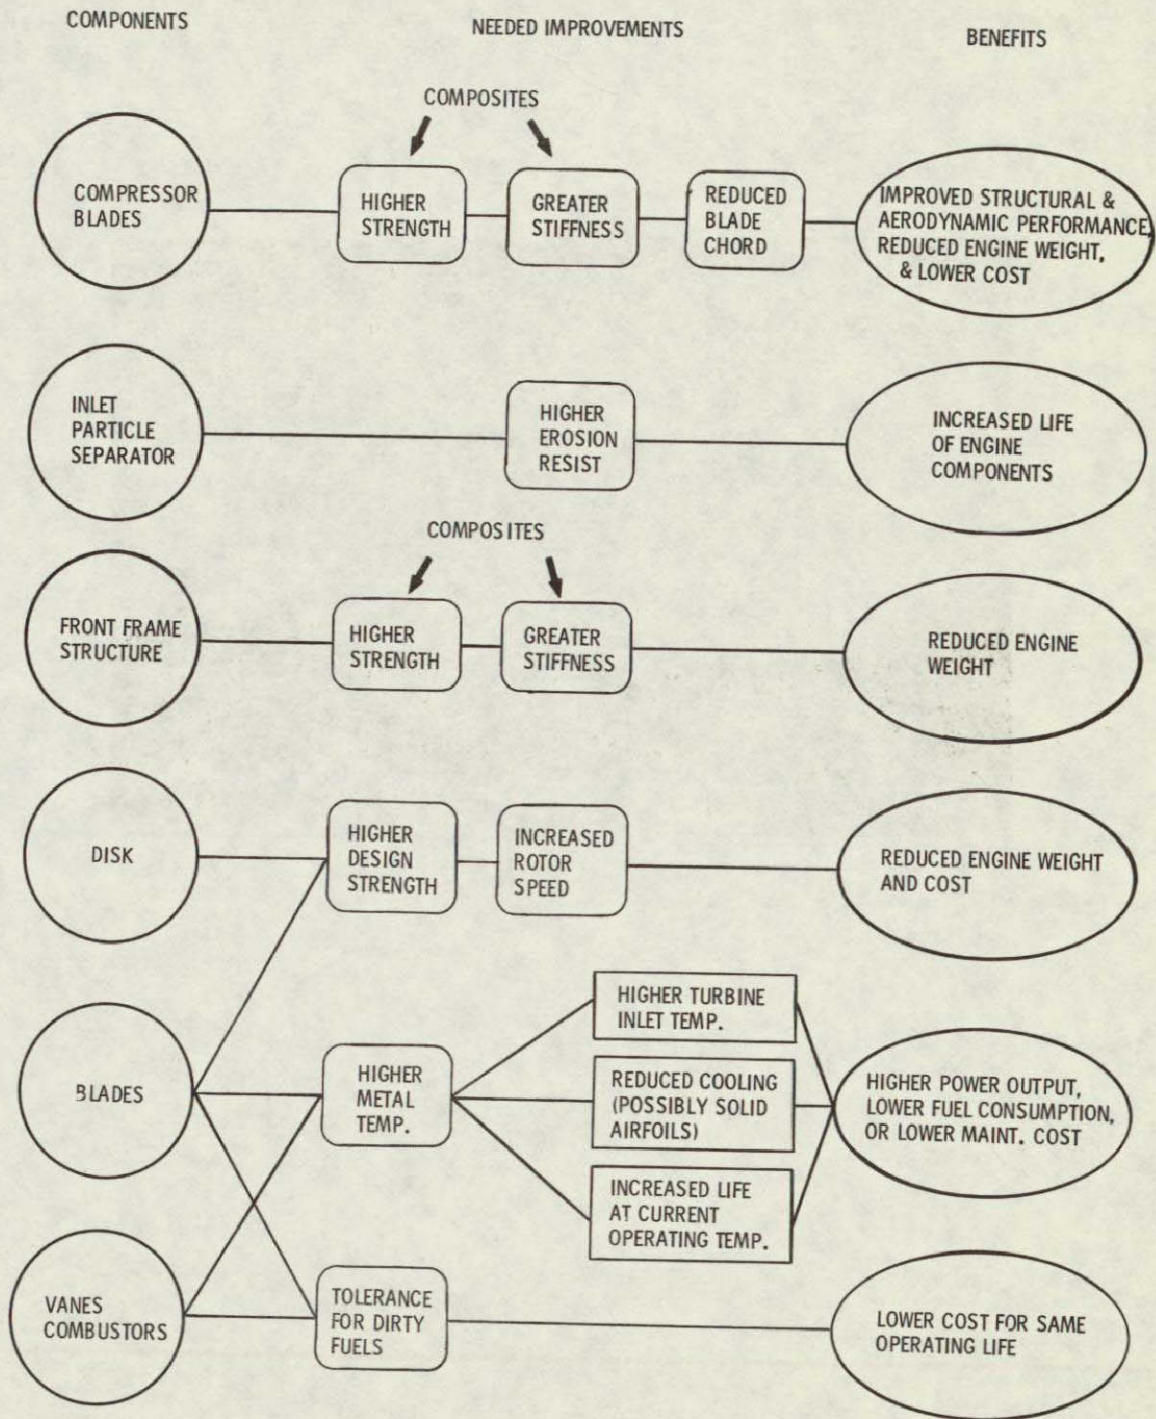 COMPONENTS
NEEDED IMPROVEMENTS
BENEFITS
COMPOSITES
COMPRESSOR
BLADES
HIGHER
STRENGTH
GREATER
STIFFNESS
REDUCED
BLADE
CHORD
IMPROVED STRUCTURAL &
AERODYNAMIC PERFORMANCE,
REDUCED ENGINE WEIGHT,
& LOWER COST
INLET
PARTICLE
SEPARATOR
HIGHER
EROSION
RESIST
INCREASED LIFE
OF ENGINE
COMPONENTS
COMPOSITES
FRONT FRAME
STRUCTURE
HIGHER
STRENGTH
GREATER
STIFFNESS
REDUCED ENGINE
WEIGHT
DISK
HIGHER
DESIGN
STRENGTH
INCREASED
ROTOR
SPEED
REDUCED ENGINE WEIGHT
AND COST
BLADES
HIGHER
METAL
TEMP.
HIGHER TURBINE
INLET TEMP.
REDUCED COOLING
(POSSIBLY SOLID
AIRFOILS)
INCREASED LIFE
AT CURRENT
OPERATING TEMP.
HIGHER POWER OUTPUT,
LOWER FUEL CONSUMPTION,
OR LOWER MAINT. COST
VANES
COMBUSTORS
TOLERANCE
FOR DIRTY
FUELS
LOWER COST FOR SAME
OPERATING LIFE